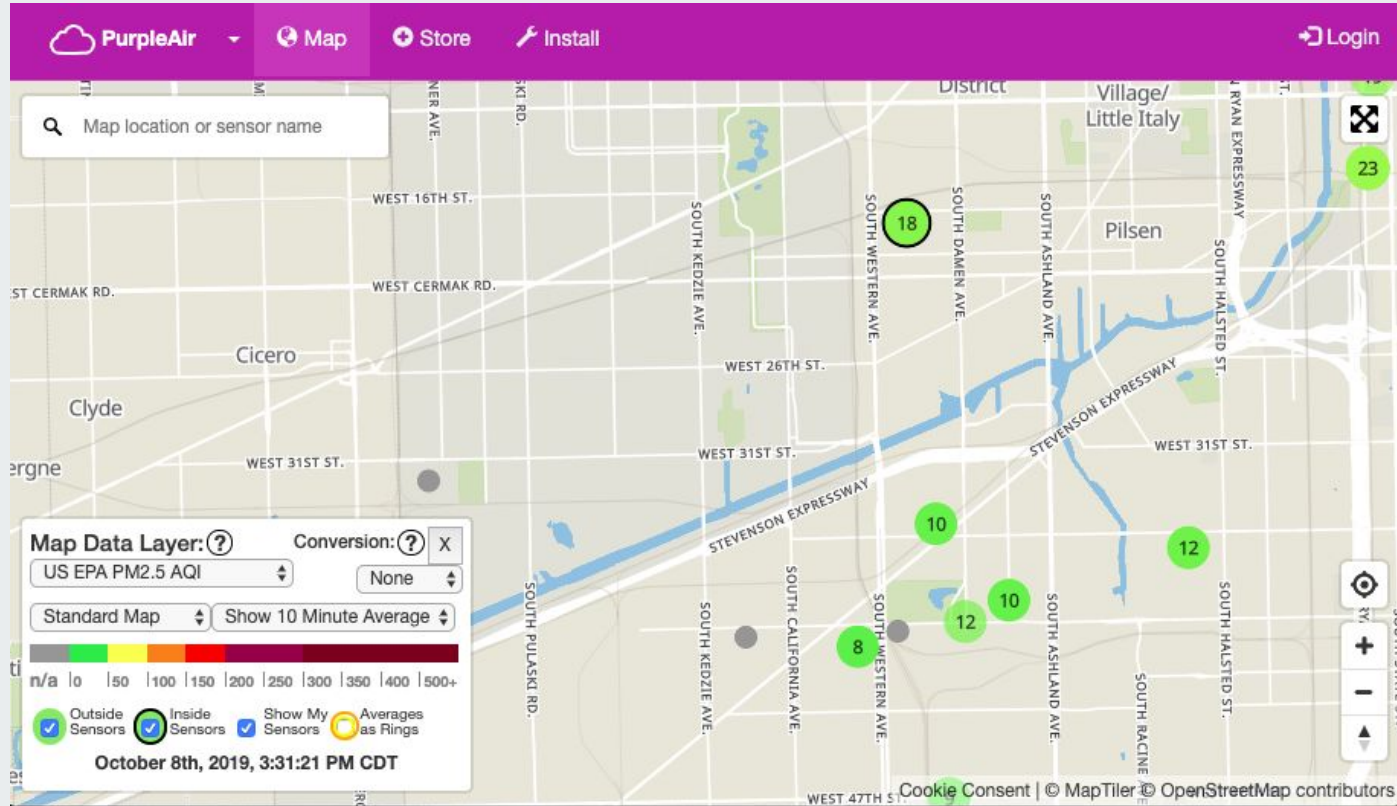 PurpleAir
Map
Store
Install
Login
Map location or sensor name
SKI RD.
District
Village/
Little Italy
RYAN EXPRESSWAY
ST.
23
WEST 16TH ST.
SOUTH KEDZIE AVE.
SOUTH WESTERN AVE.
18
SOUTH DAMEN AVE.
SOUTH ASHLAND AVE.
Pilsen
SOUTH HALSTED ST.
ST CERMAK RD.
WEST CERMAK RD.
Cicero
WEST 26TH ST.
Clyde
STEVENSON EXPRESSWAY
WEST 31ST ST.
WEST 31ST ST.
WEST 31ST ST.
STEVENSON EXPRESSWAY
10
12
Map Data Layer: ?
Conversion: ? X
US EPA PM2.5 AQI
None
Standard Map
Show 10 Minute Average
n/a |0 |50 |100 |150 |200 |250 |300 |350 |400 |500+
Outside Sensors
Inside Sensors
Show My Sensors
Averages as Rings
October 8th, 2019, 3:31:21 PM CDT
SOUTH PULASKI RD.
SOUTH KEDZIE AVE.
SOUTH CALIFORNIA AVE.
SOUTH WESTERN AVE.
8
12
10
SOUTH ASHLAND AVE.
SOUTH RACINE
SOUTH HALSTED ST.
WEST 47TH ST.
Cookie Consent | © MapTiler © OpenStreetMap contributors